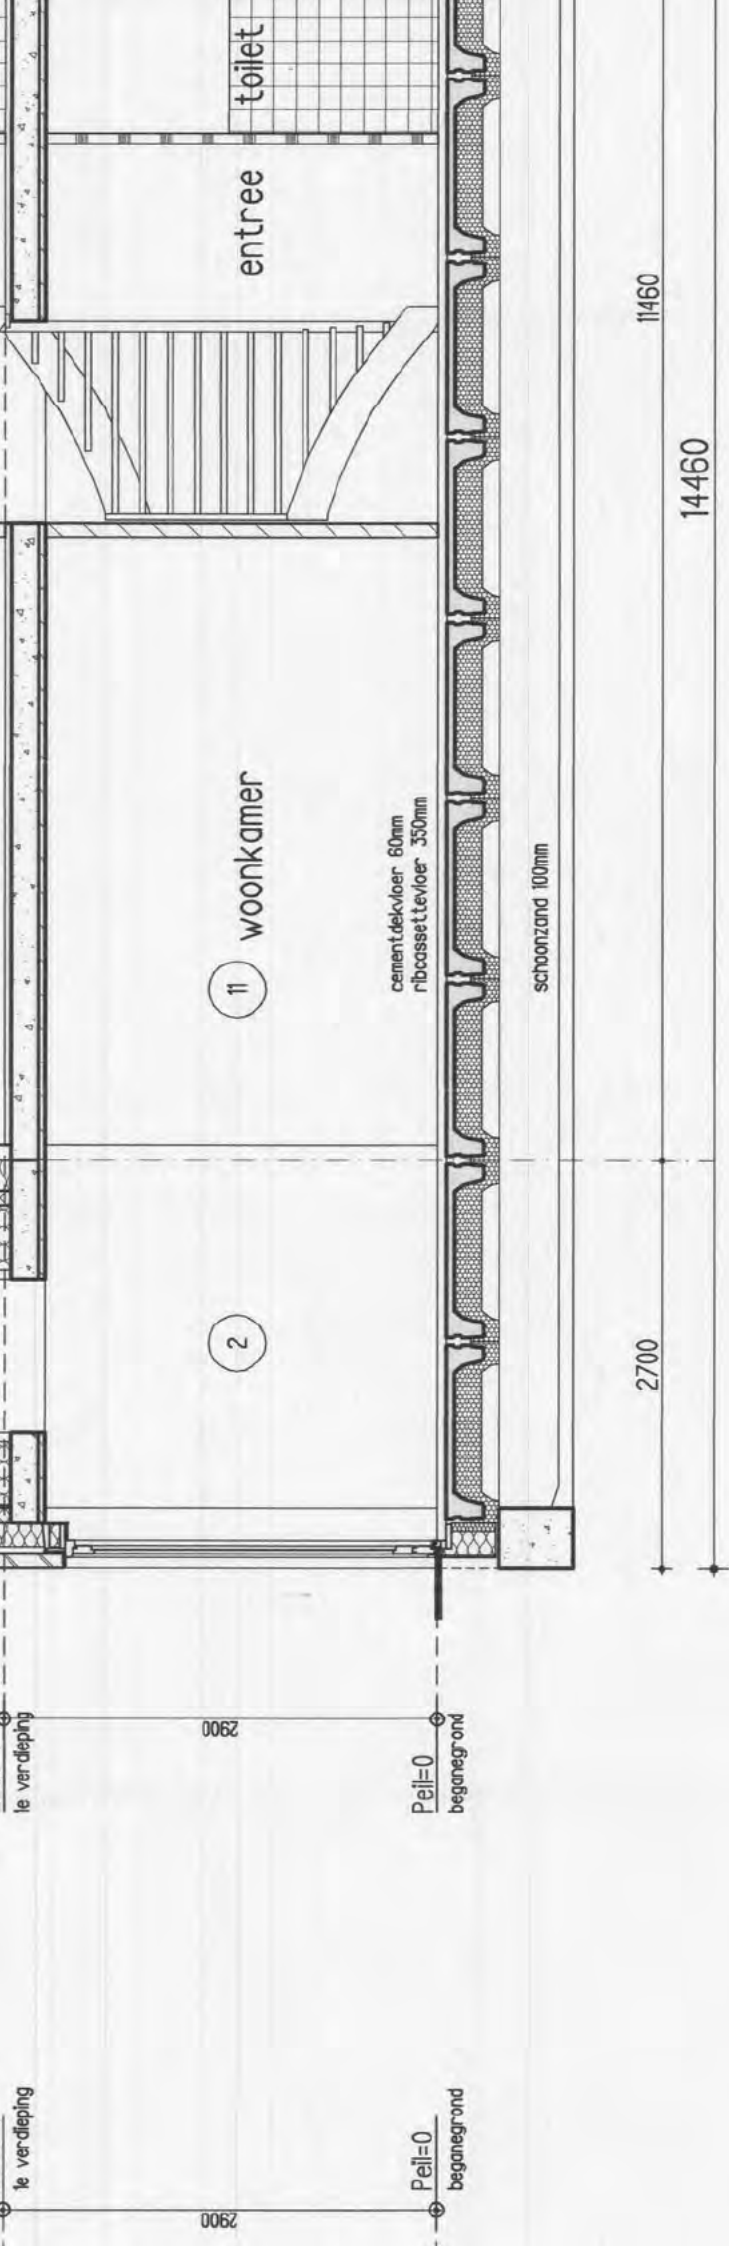 toilet
entree
11460
14460
woonkamer
11
cementdekvloer 60mm
ribcassettevloer 350mm
schoonzand 100mm
2
2700
1e verdieping
2900
Peil=0
beganegrond
1e verdieping
2900
Peil=0
beganegrond